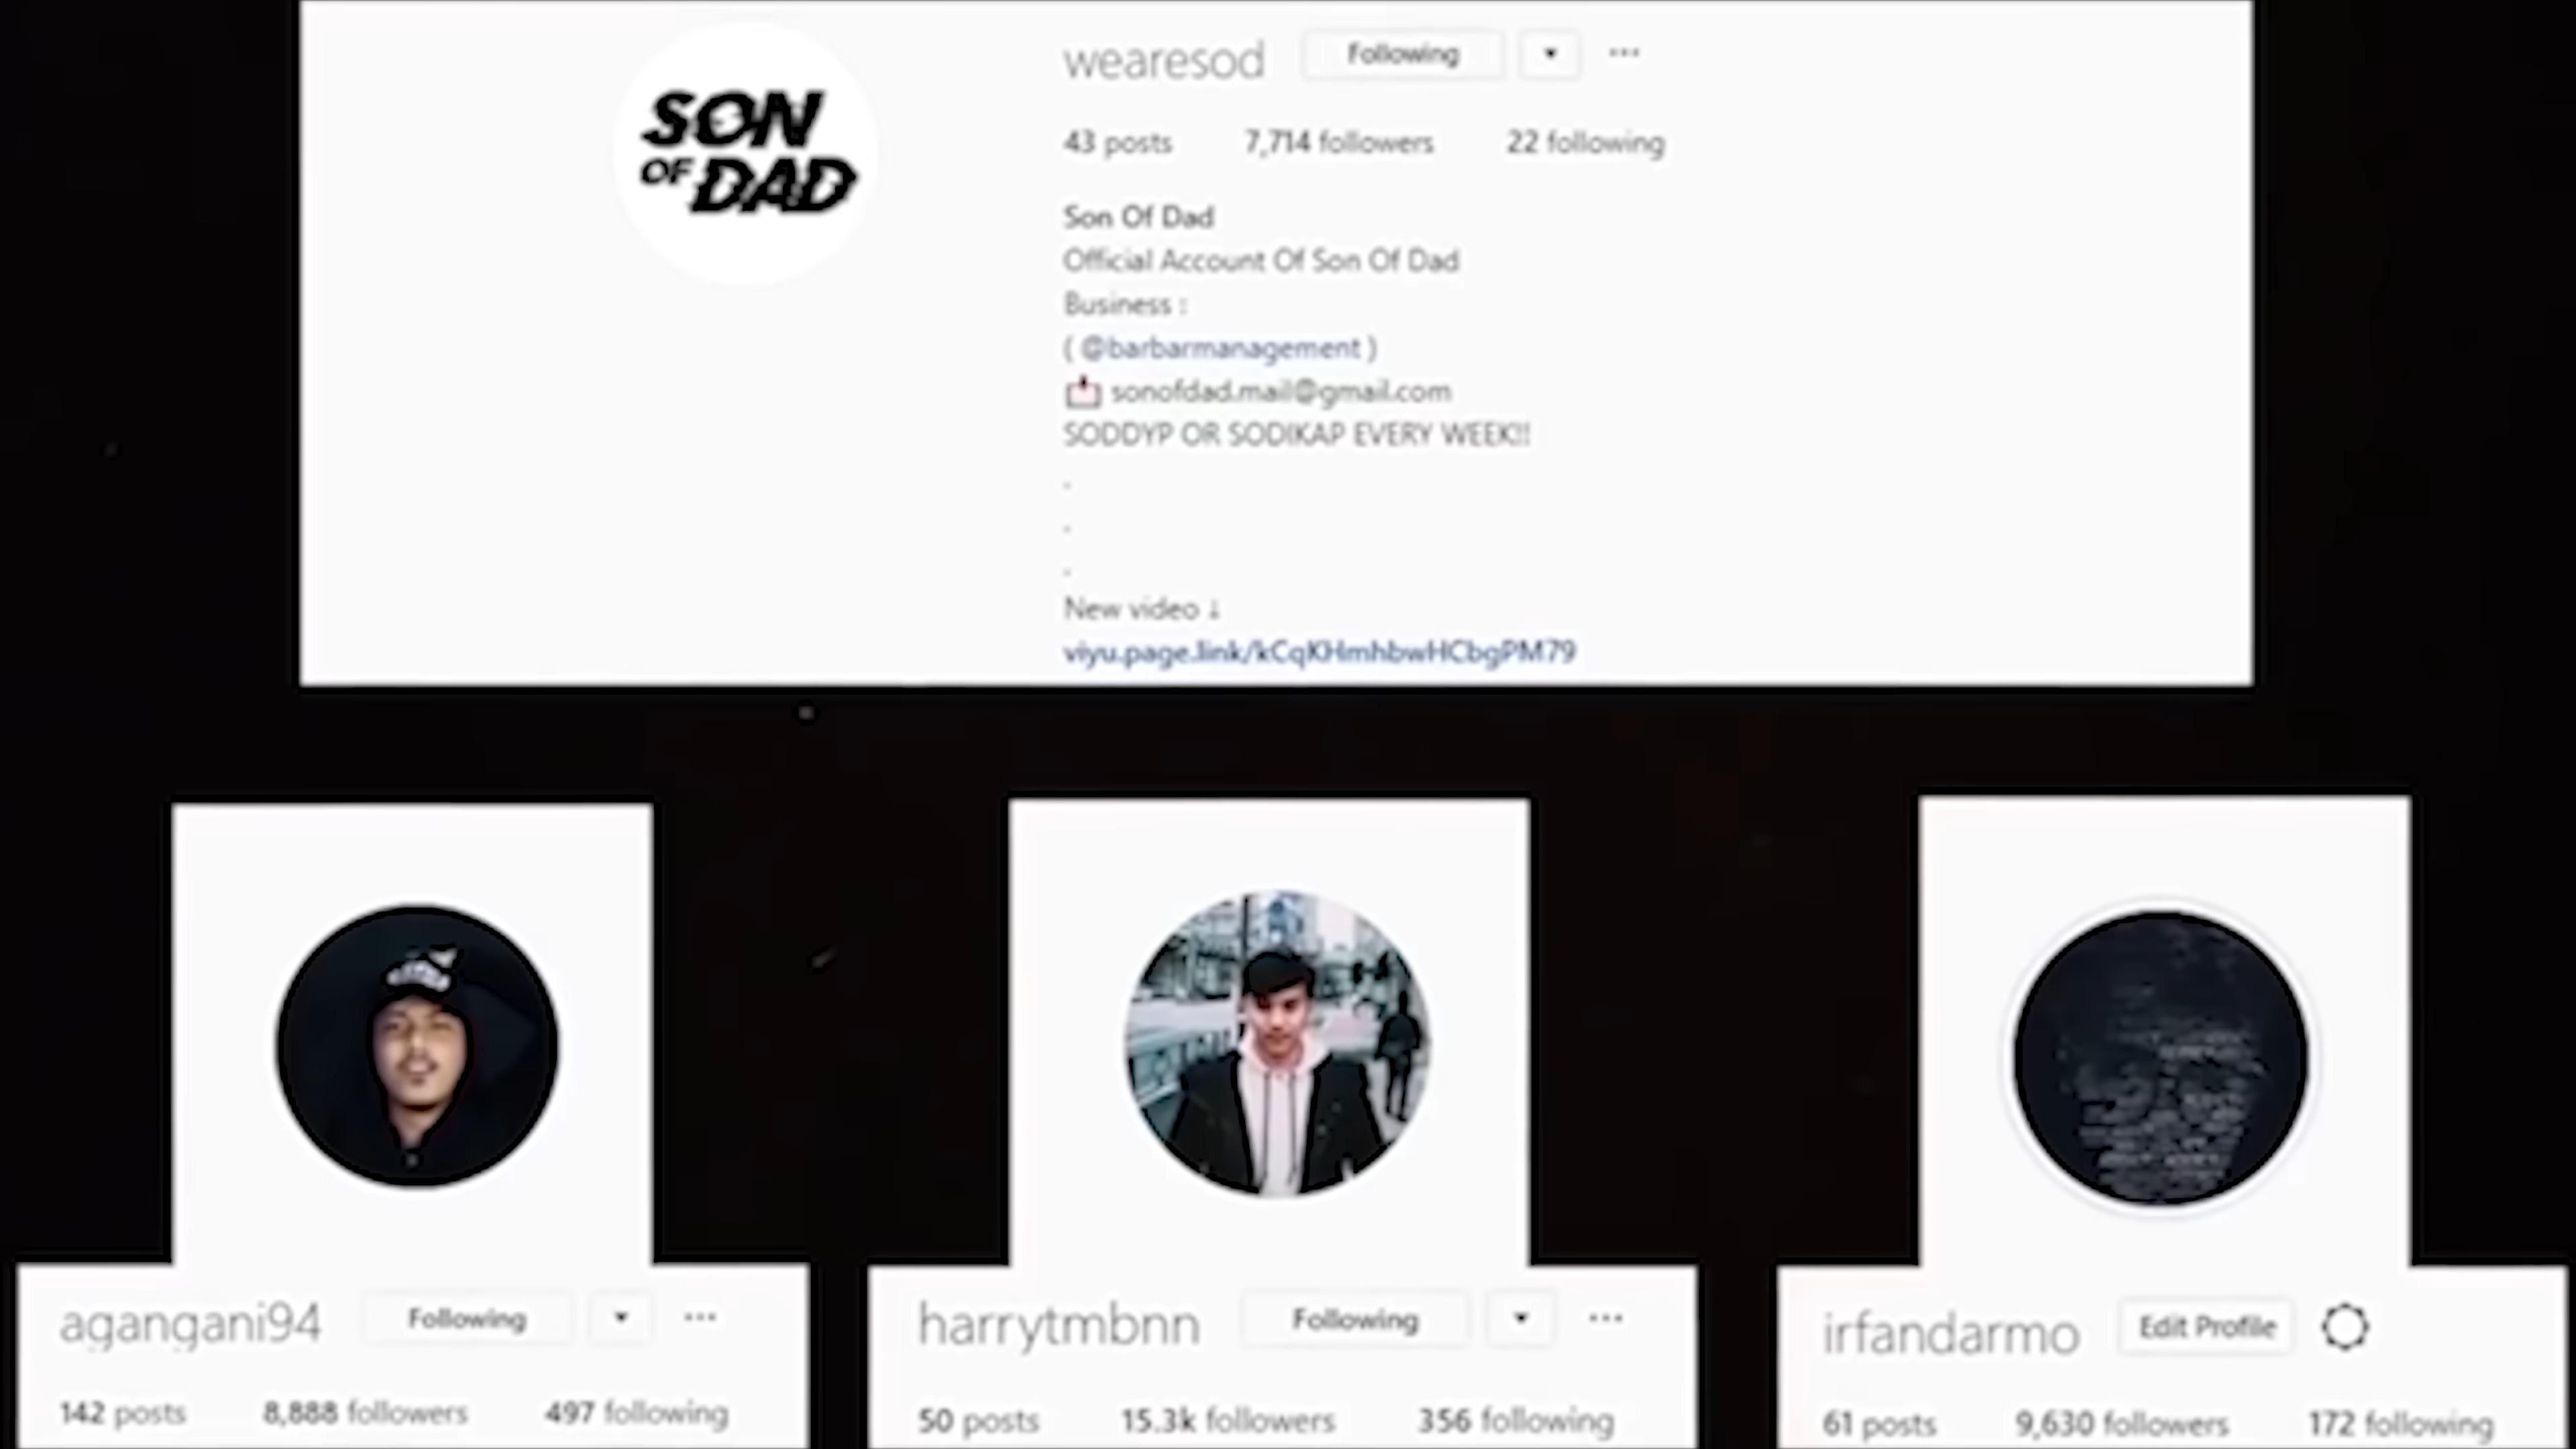 SON
OF DAD
wearesod Following ...
43 posts 7,714 followers 22 following
Son Of Dad
Official Account Of Son Of Dad
Business :
( @barbarmanagement )
sonofdad.mail@gmail.com
SODDYP OR SODIKAP EVERY WEEK!!
.
.
.
New video ↓
viyu.page.link/kCqKHmhbwHCbgPM79
agangani94 Following ...
142 posts 8,888 followers 497 following
harrytmbnn Following ...
50 posts 15.3k followers 356 following
irfandarmo Edit Profile
61 posts 9,630 followers 172 following